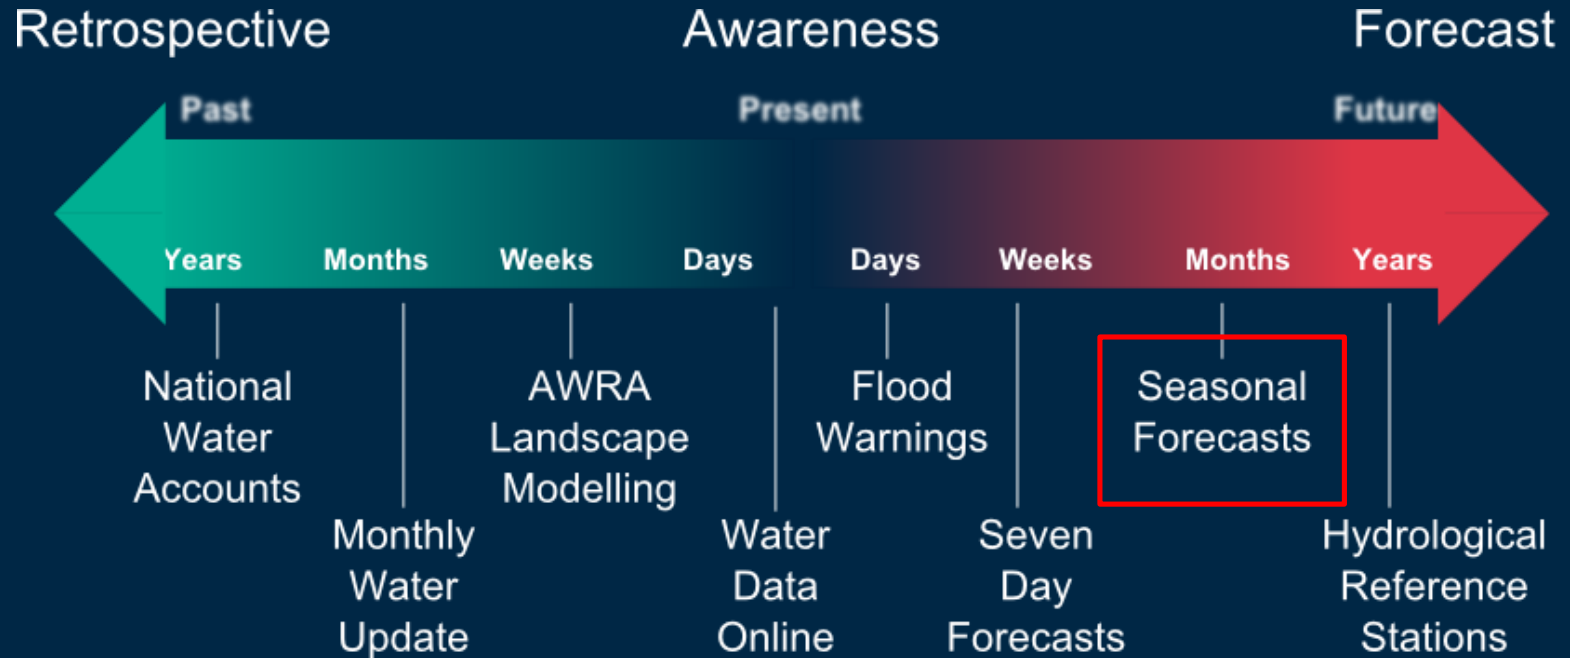 Retrospective Awareness Forecast
Past Present Future
Years Months Weeks Days Days Weeks Months Years
National
Water
Accounts
Monthly
Water
Update
AWRA
Landscape
Modelling
Water
Data
Online
Flood
Warnings
Seven
Day
Forecasts
Seasonal
Forecasts
Hydrological
Reference
Stations